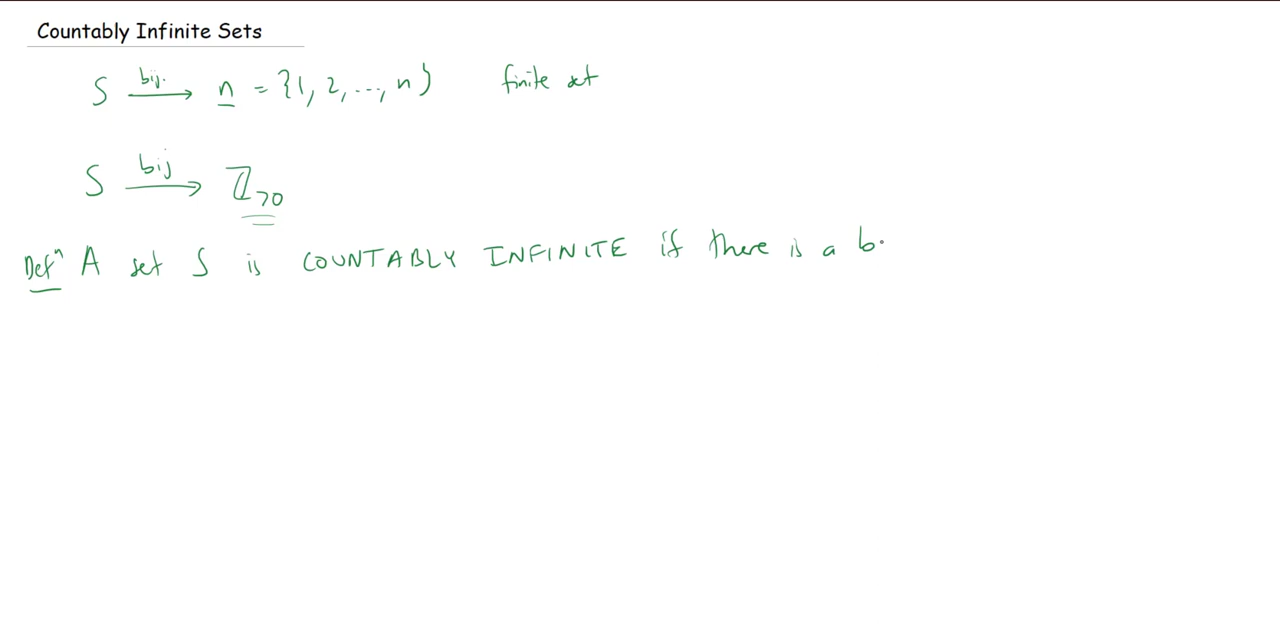 Countably Infinite Sets
S bij. → n = {1, 2, ..., n} finite set
S bij → ℤ>0
Defⁿ A set S is COUNTABLY INFINITE if there is a b